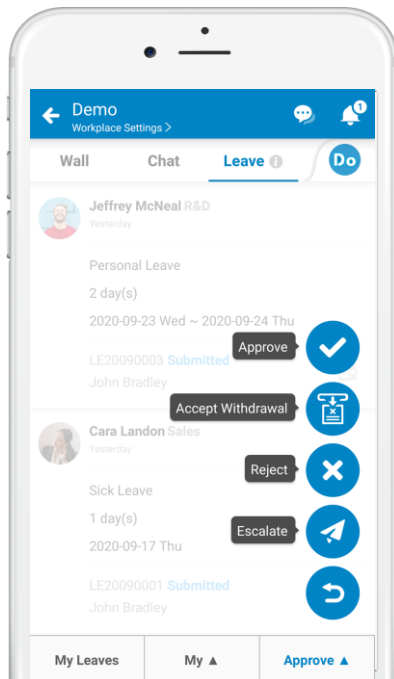 Demo
Workplace Settings >
1
Wall
Chat
Leave i
Do
Jeffrey McNeal R&D
Yesterday
Personal Leave
2 day(s)
2020-09-23 Wed ~ 2020-09-24 Thu
Approve
LE20090003 Submitted
John Bradley
Accept Withdrawal
Cara Landon Sales
Yesterday
Reject
Sick Leave
1 day(s)
Escalate
2020-09-17 Thu
LE20090001 Submitted
John Bradley
My Leaves
My ▲
Approve ▲